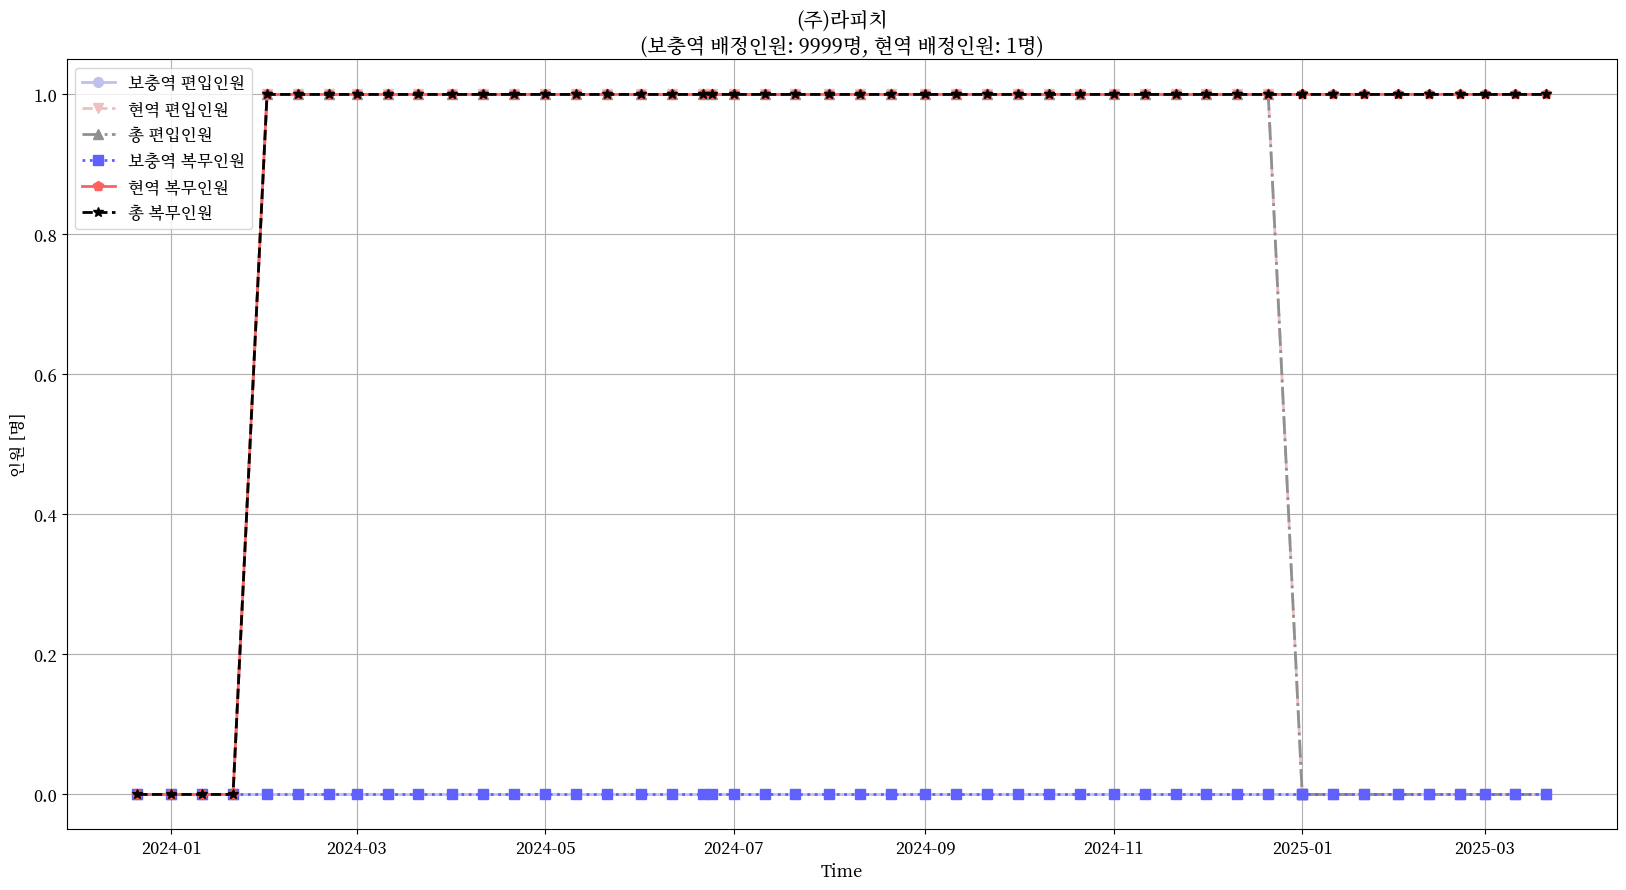 (주)라피치
(보충역 배정인원: 9999명, 현역 배정인원: 1명)
보충역 편입인원
현역 편입인원
총 편입인원
보충역 복무인원
현역 복무인원
총 복무인원
인원 [명]
1.0
0.8
0.6
0.4
0.2
0.0
2024-01 2024-03 2024-05 2024-07 2024-09 2024-11 2025-01 2025-03
Time